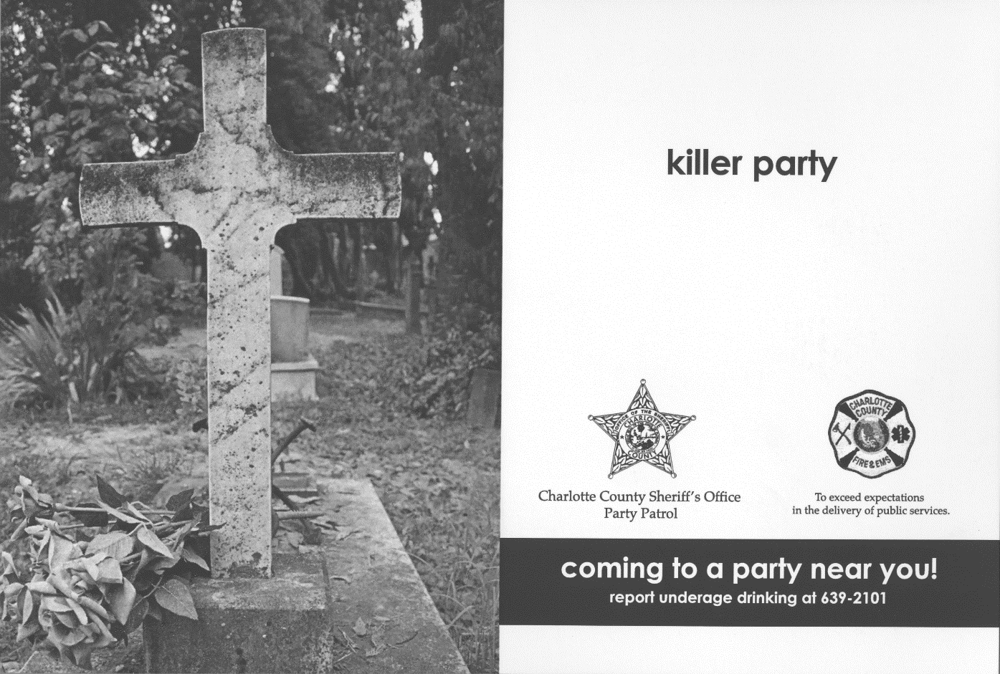 killer party
OFFICE OF THE SHERIFF
CHARLOTTE
COUNTY
CHARLOTTE
COUNTY
FIRE & EMS
Charlotte County Sheriff's Office
Party Patrol
To exceed expectations
in the delivery of public services.
coming to a party near you!
report underage drinking at 639-2101